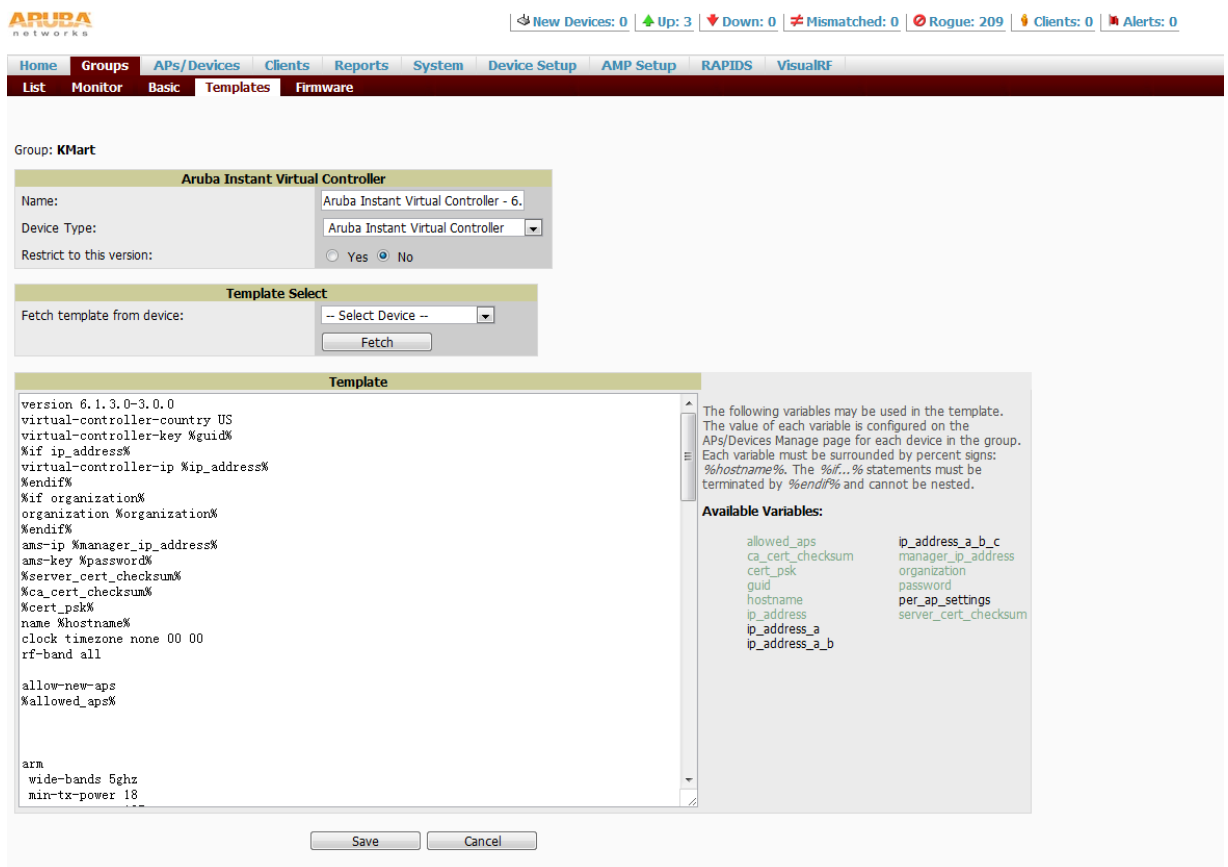 ARUBA
networks
New Devices: 0 Up: 3 Down: 0 Mismatched: 0 Rogue: 209 Clients: 0 Alerts: 0
Home Groups APs/Devices Clients Reports System Device Setup AMP Setup RAPIDS VisualRF
List Monitor Basic Templates Firmware
Group: KMart
Aruba Instant Virtual Controller
Name: Aruba Instant Virtual Controller - 6.
Device Type: Aruba Instant Virtual Controller
Restrict to this version: Yes No
Template Select
Fetch template from device: -- Select Device --
Fetch
Template
version 6.1.3.0-3.0.0
virtual-controller-country US
virtual-controller-key %guid%
%if ip_address%
virtual-controller-ip %ip_address%
%endif%
%if organization%
organization %organization%
%endif%
ams-ip %manager_ip_address%
ams-key %password%
%server_cert_checksum%
%ca_cert_checksum%
%cert_psk%
name %hostname%
clock timezone none 00 00
rf-band all
allow-new-aps
%allowed_aps%
arm
wide-bands 5ghz
min-tx-power 18
The following variables may be used in the template.
The value of each variable is configured on the
APs/Devices Manage page for each device in the group.
Each variable must be surrounded by percent signs:
%hostname%. The %if...% statements must be
terminated by %endif% and cannot be nested.
Available Variables:
allowed_aps
ca_cert_checksum
cert_psk
guid
hostname
ip_address
ip_address_a
ip_address_a_b
ip_address_a_b_c
manager_ip_address
organization
password
per_ap_settings
server_cert_checksum
Save Cancel